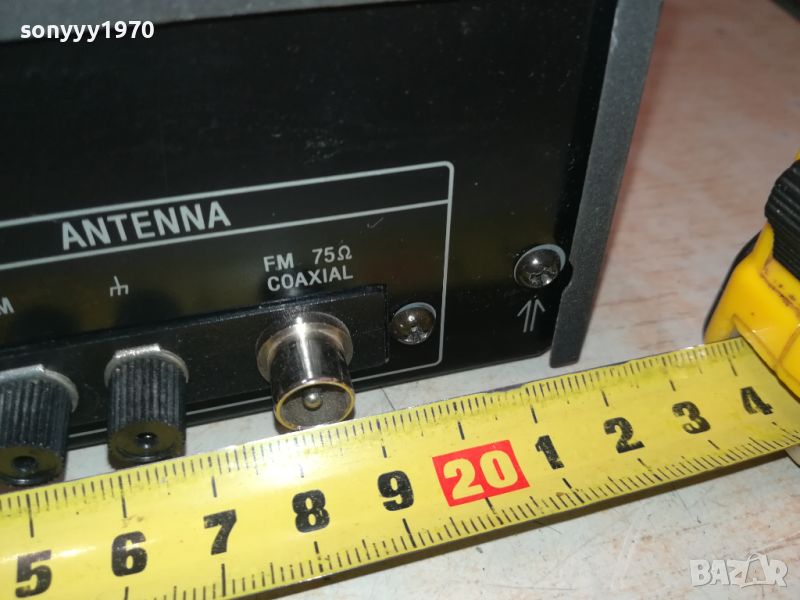 sonyyy1970
ANTENNA
M
FM 75Ω
COAXIAL
5 6 7 8 9 20 1 2 3 4
BAZAR